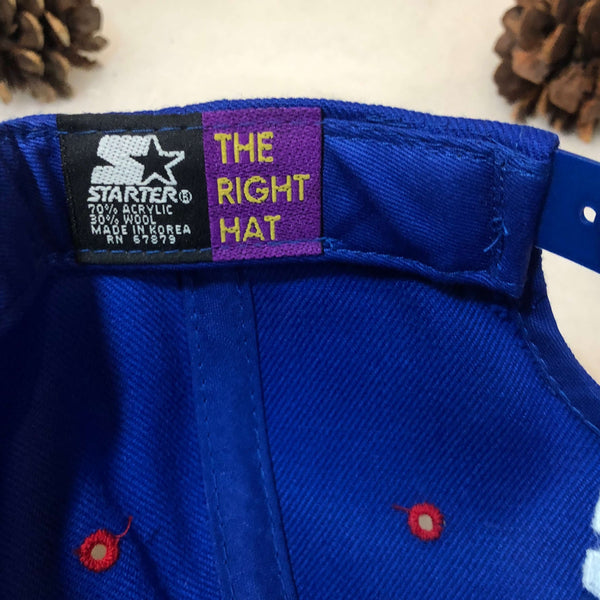 STARTER®
70% ACRYLIC
30% WOOL
MADE IN KOREA
RN 67879
THE
RIGHT
HAT